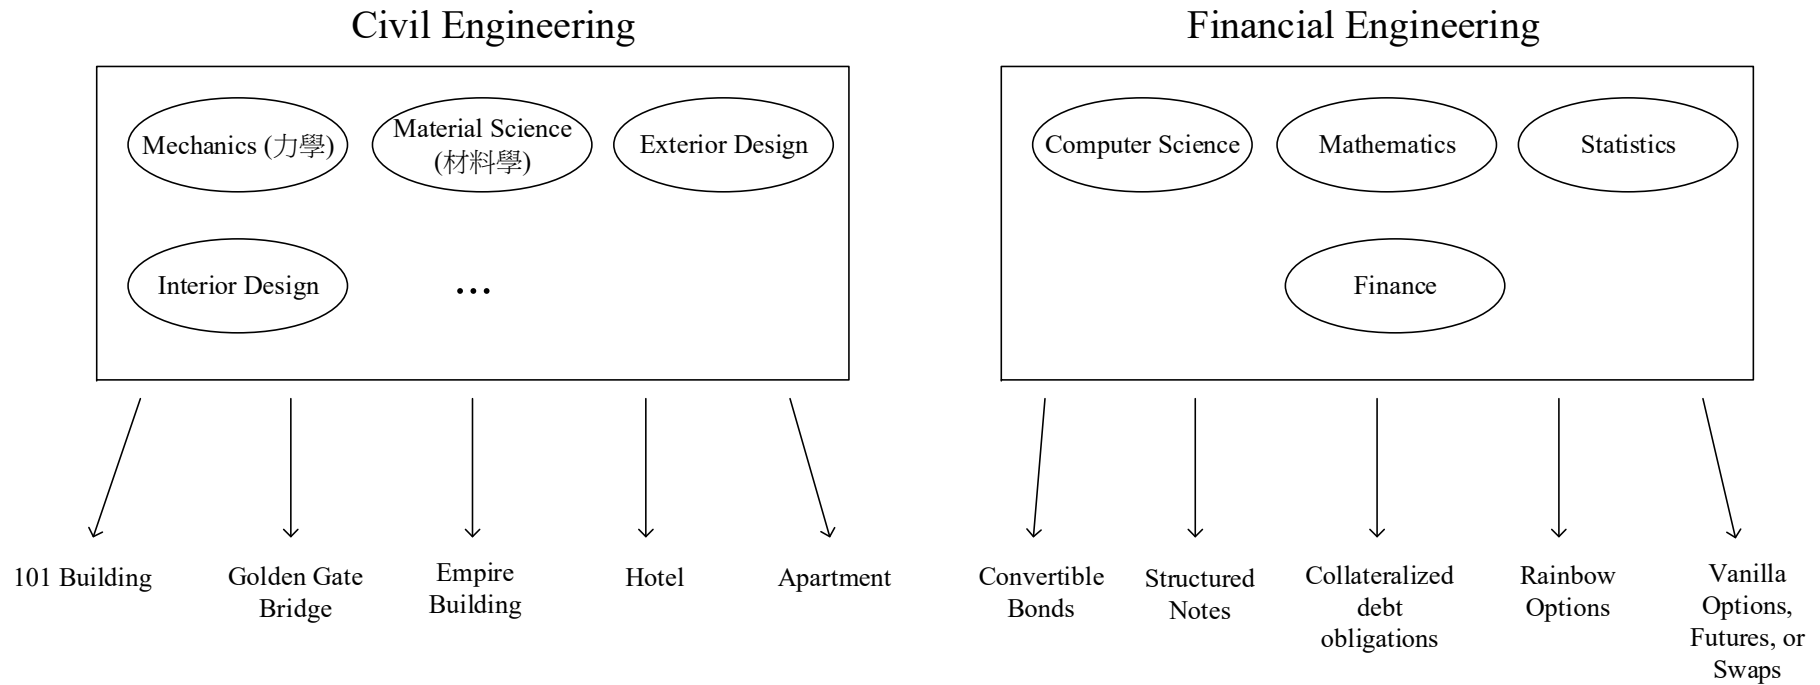 Civil Engineering
Mechanics (力學)
Material Science
(材料學)
Exterior Design
Interior Design
...
101 Building
Golden Gate
Bridge
Empire
Building
Hotel
Apartment
Financial Engineering
Computer Science
Mathematics
Statistics
Finance
Convertible
Bonds
Structured
Notes
Collateralized
debt
obligations
Rainbow
Options
Vanilla
Options,
Futures, or
Swaps